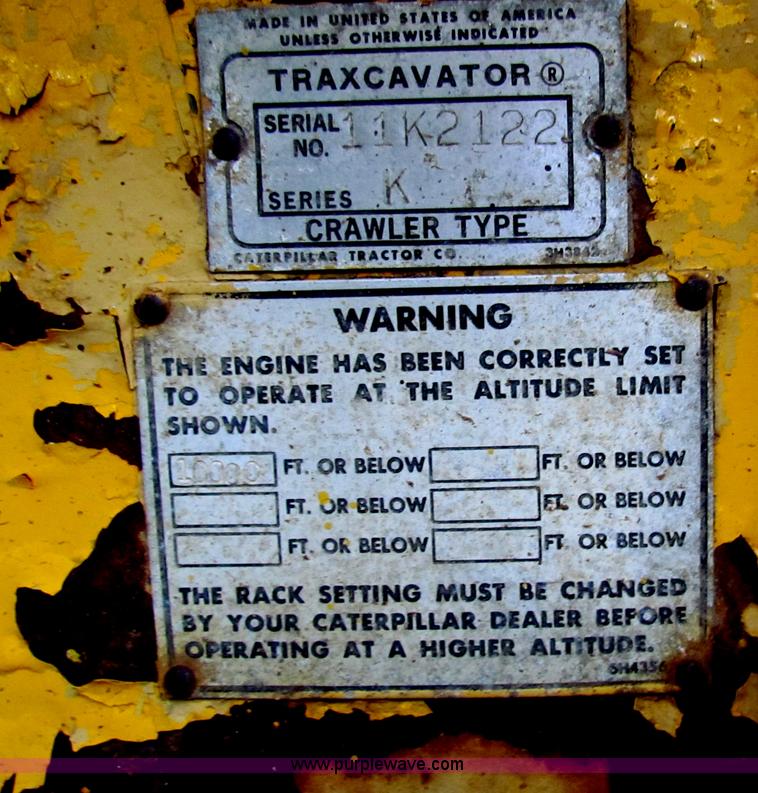 MADE IN UNITED STATES OF AMERICA
UNLESS OTHERWISE INDICATED
TRAXCAVATOR®
SERIAL NO. 11K2122
SERIES K
CRAWLER TYPE
CATERPILLAR TRACTOR CO.
WARNING
THE ENGINE HAS BEEN CORRECTLY SET
TO OPERATE AT THE ALTITUDE LIMIT
SHOWN.
10000 FT. OR BELOW FT. OR BELOW
FT. OR BELOW FT. OR BELOW
FT. OR BELOW FT. OR BELOW
THE RACK SETTING MUST BE CHANGED
BY YOUR CATERPILLAR DEALER BEFORE
OPERATING AT A HIGHER ALTITUDE.
www.purplewave.com